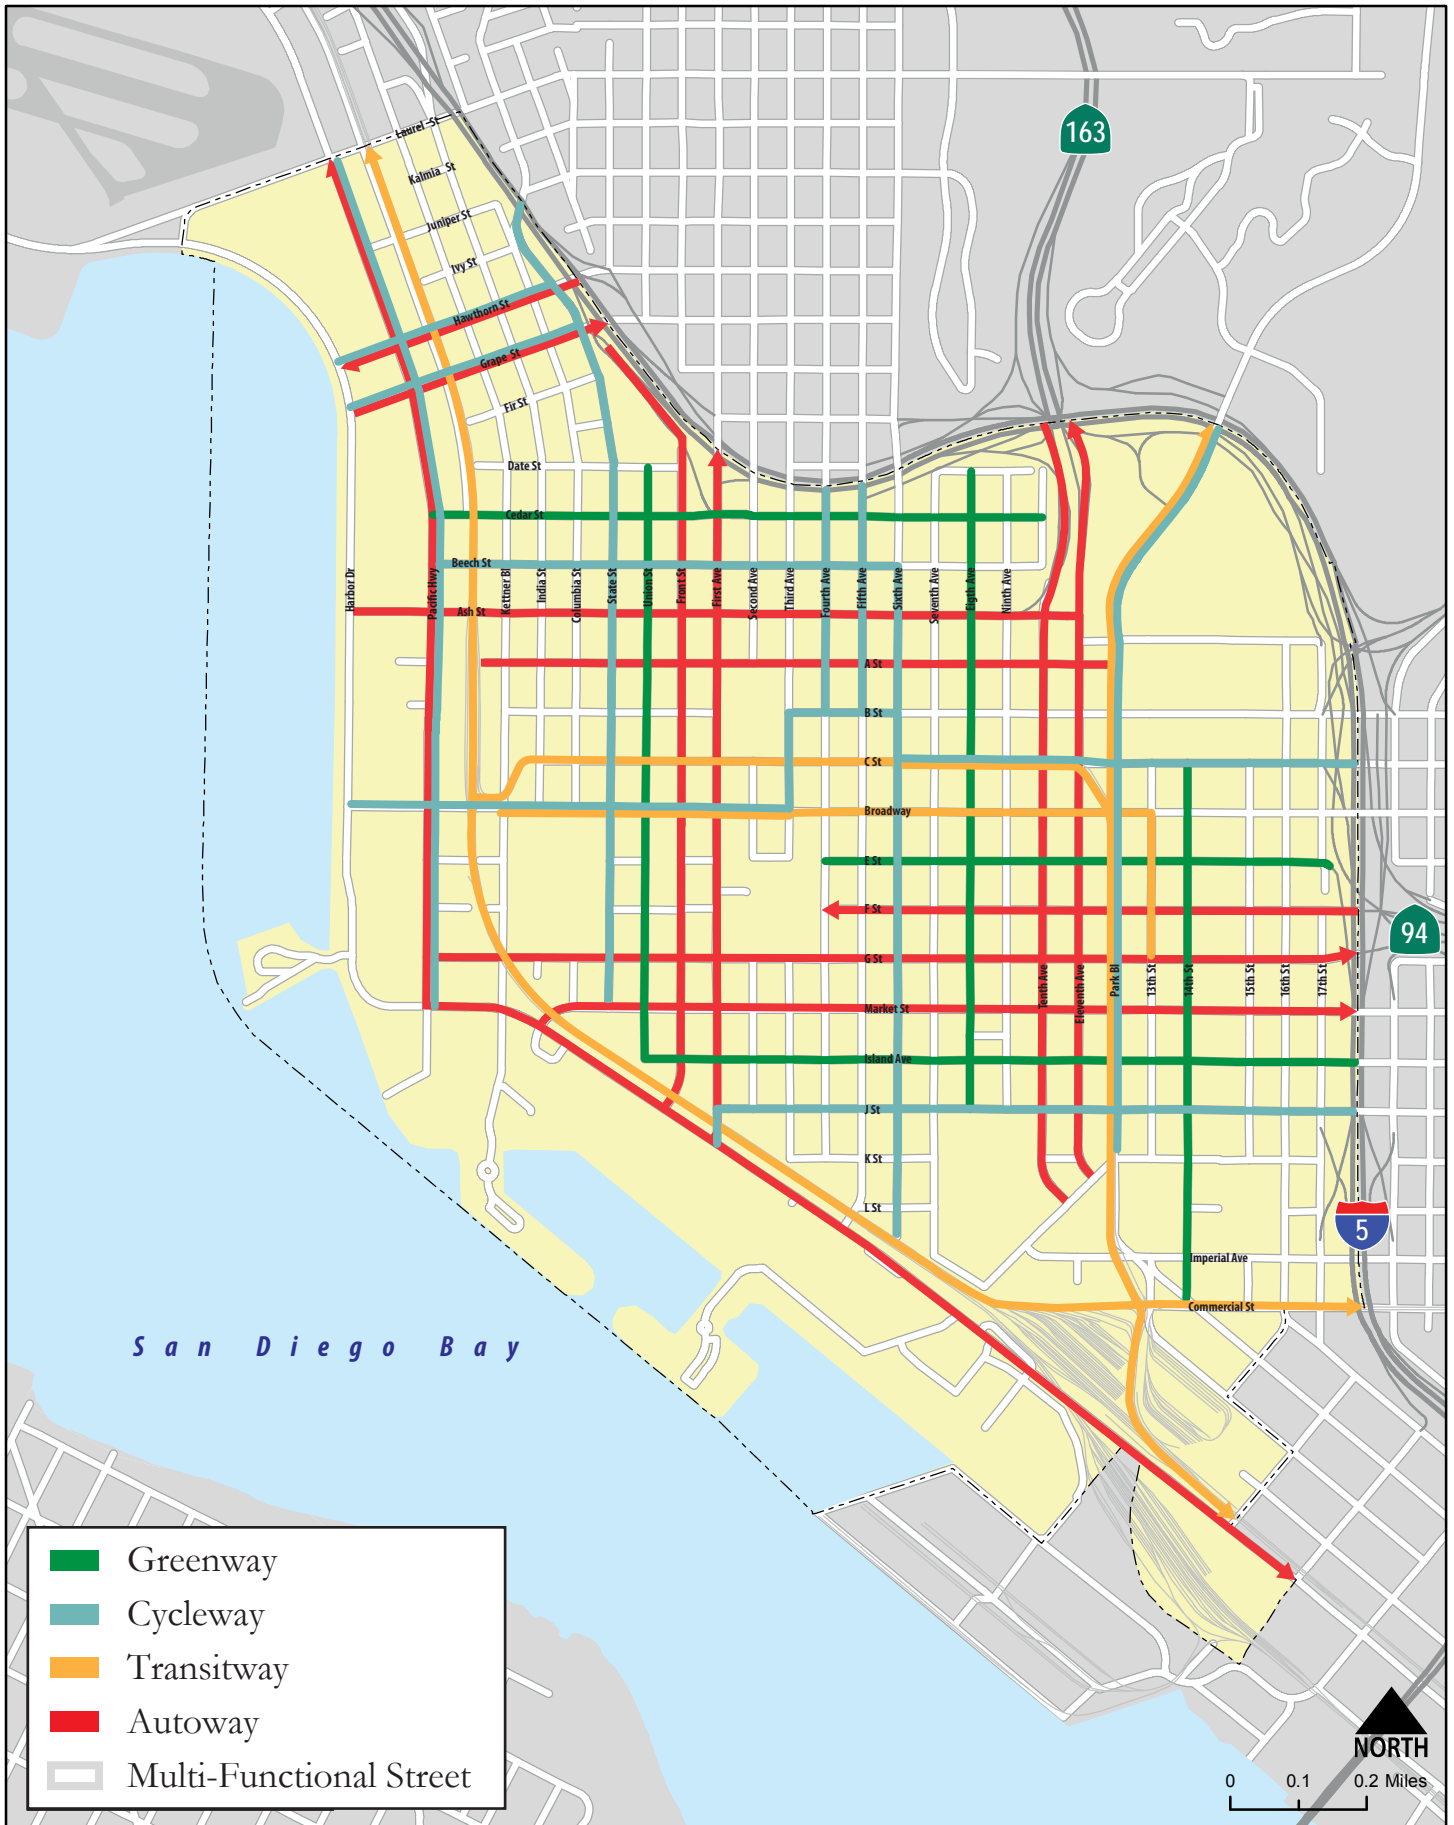 163
Laurel St
Kalmia St
Juniper St
Ivy St
Hawthorn St
Grape St
Fir St
Date St
Cedar St
Beech St
Harbor Dr
Pacific Hwy
Kettner Bl
India St
Columbia St
State St
Union St
Front St
First Ave
Second Ave
Third Ave
Fourth Ave
Fifth Ave
Sixth Ave
Seventh Ave
Eigth Ave
Ninth Ave
Ash St
A St
B St
C St
Broadway
E St
F St
94
G St
Tenth Ave
Eleventh Ave
Park Bl
13th St
14th St
15th St
16th St
17th St
Market St
Island Ave
J St
K St
L St
5
Imperial Ave
Commercial St
San Diego Bay
Greenway
Cycleway
Transitway
Autoway
Multi-Functional Street
NORTH
0 0.1 0.2 Miles